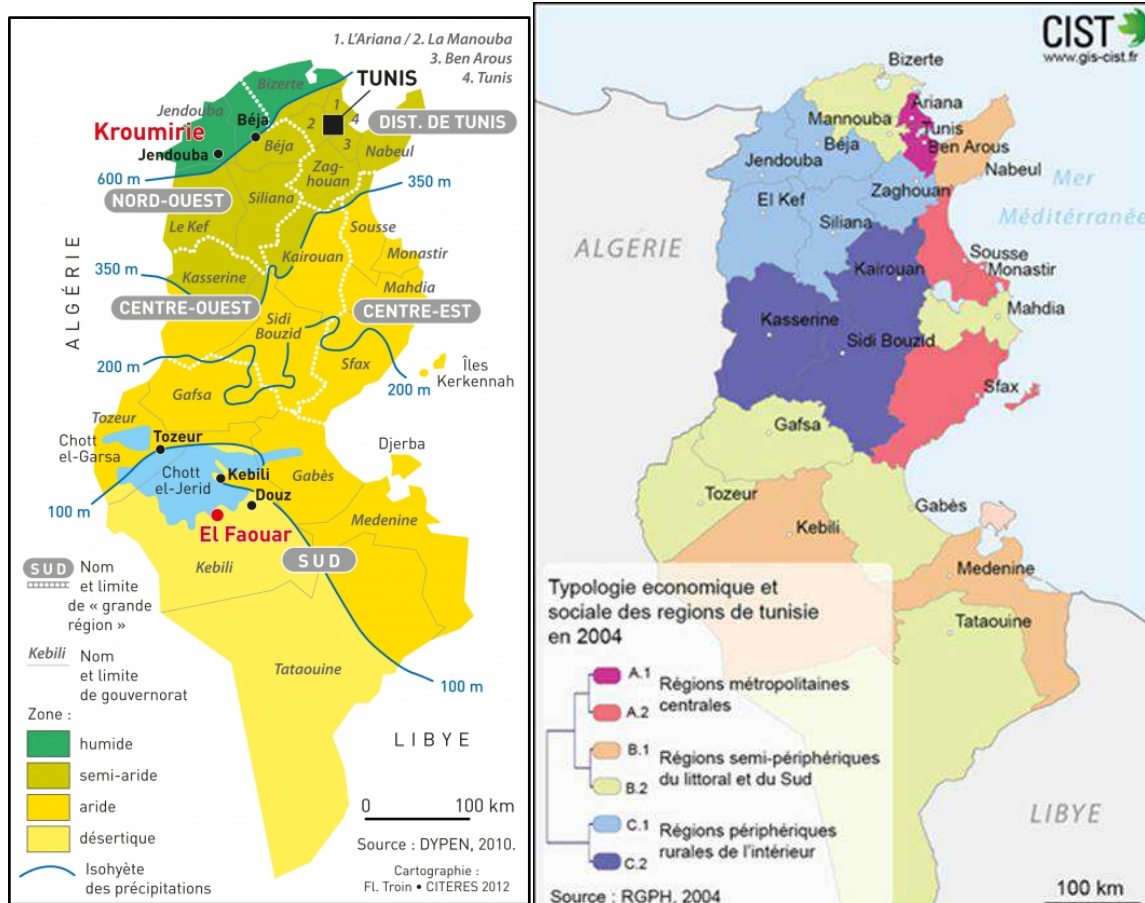 1. L'Ariana / 2. La Manouba
3. Ben Arous
4. Tunis
Bizerte
TUNIS
Jendouba
Kroumirie
Béja
1
2
4
3
DIST. DE TUNIS
Jendouba
Béja
Nabeul
600 m
Zag-
houan
350 m
NORD-OUEST
Siliana
Le Kef
Sousse
Kairouan
Monastir
ALGÉRIE
350 m
Kasserine
Mahdia
CENTRE-OUEST
CENTRE-EST
Sidi
Bouzid
200 m
Sfax
200 m
Îles
Kerkennah
Gafsa
Tozeur
Chott
el-Garsa
Tozeur
Djerba
Chott
el-Jerid
Kebili
Gabès
Douz
100 m
El Faouar
Medenine
SUD
Kebili
SUD
Nom
et limite
de « grande
région »
Kebili
Nom
et limite
de gouvernorat
Tataouine
100 m
Zone :
humide
semi-aride
aride
désertique
Isohyète
des précipitations
LIBYE
0
100 km
Source : DYPEN, 2010.
Cartographie :
Fl. Troin • CITERES 2012
CIST
www.gis-cist.fr
Bizerte
Ariana
Mannouba
Tunis
Béja
Ben Arous
Jendouba
Nabeul
Mer
Méditérranée
Zaghouan
El Kef
Siliana
ALGÉRIE
Sousse
Kairouan
Monastir
Mahdia
Kasserine
Sidi Bouzid
Sfax
Gafsa
Tozeur
Gabès
Kebili
Medenine
Tataouine
Typologie economique et
sociale des regions de tunisie
en 2004
A.1
Régions métropolitaines
centrales
A.2
B.1
Régions semi-périphériques
du littoral et du Sud
B.2
C.1
Régions périphériques
rurales de l'intérieur
C.2
LIBYE
Source : RGPH, 2004
100 km